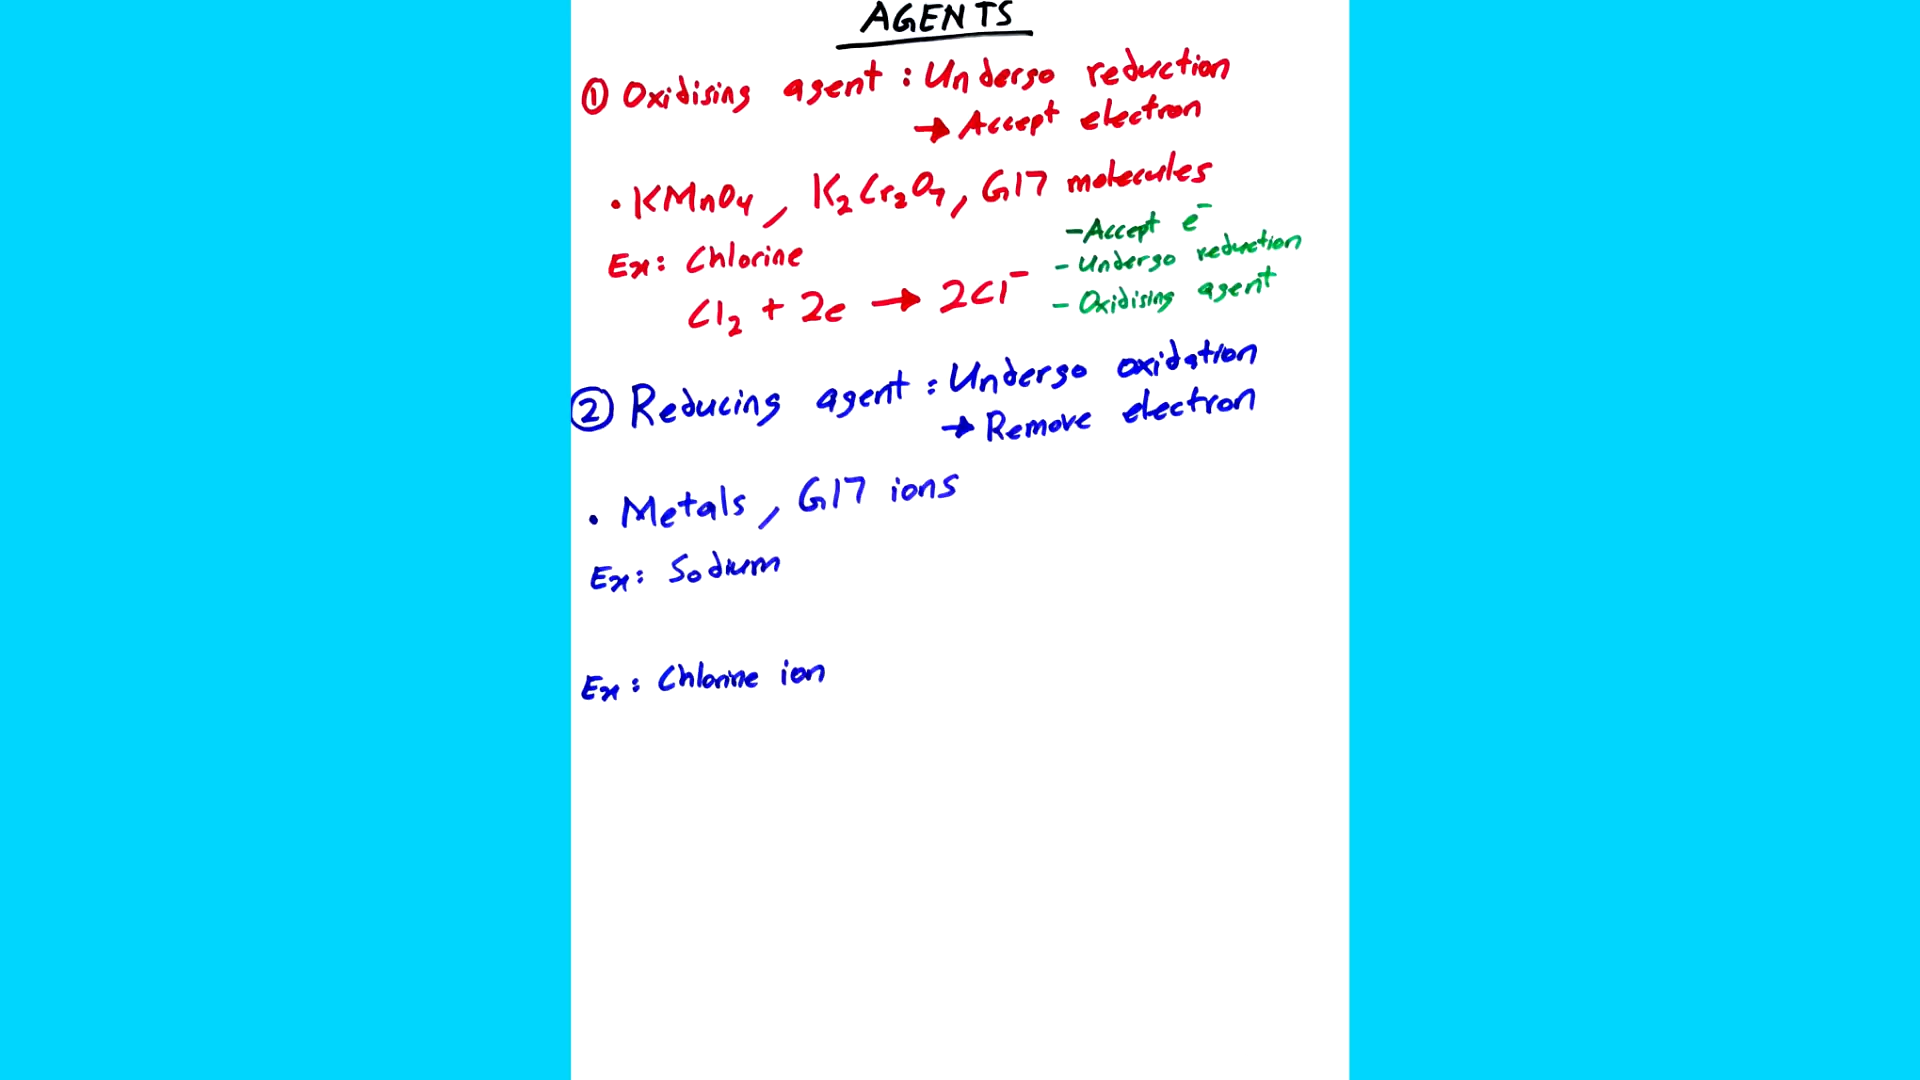 AGENTS
① Oxidising agent : Undergo reduction
→ Accept electron
• KMnO₄ , K₂Cr₂O₇, G17 molecules
Ex: Chlorine
Cl₂ + 2e → 2Cl⁻
- Accept e⁻
- Undergo reduction
- Oxidising agent
② Reducing agent : Undergo oxidation
→ Remove electron
• Metals , G17 ions
Ex: Sodium
Ex: Chlorine ion